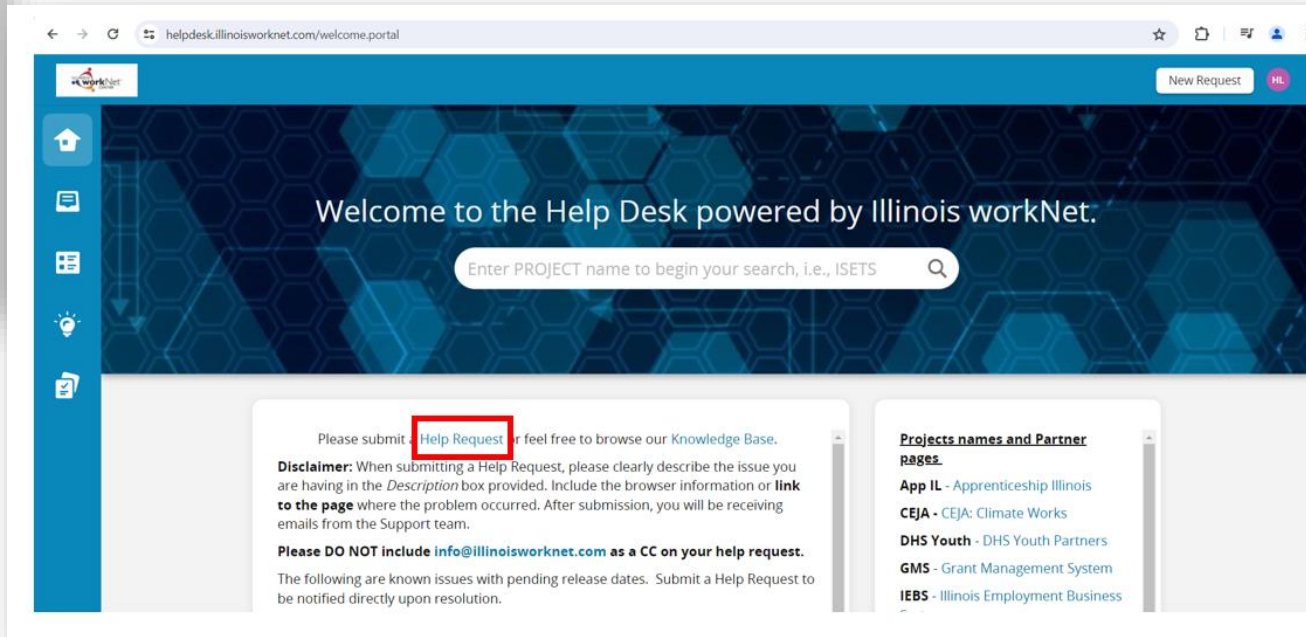 helpdesk.illinoisworknet.com/welcome.portal
workNet
CENTER
New Request
HL
Welcome to the Help Desk powered by Illinois workNet.
Enter PROJECT name to begin your search, i.e., ISETS
Please submit a Help Request or feel free to browse our Knowledge Base.
Disclaimer: When submitting a Help Request, please clearly describe the issue you
are having in the Description box provided. Include the browser information or link
to the page where the problem occurred. After submission, you will be receiving
emails from the Support team.
Please DO NOT include info@illinoisworknet.com as a CC on your help request.
The following are known issues with pending release dates. Submit a Help Request to
be notified directly upon resolution.
Projects names and Partner
pages
App IL - Apprenticeship Illinois
CEJA - CEJA: Climate Works
DHS Youth - DHS Youth Partners
GMS - Grant Management System
IEBS - Illinois Employment Business